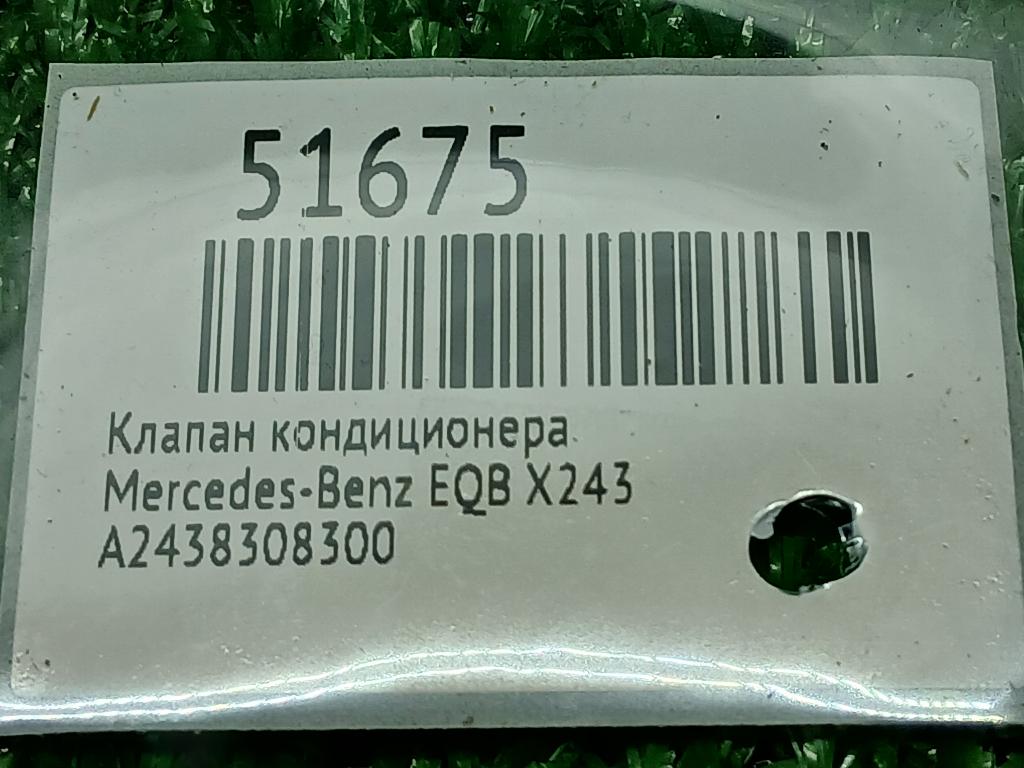 51675
Клапан кондиционера
Mercedes-Benz EQB X243
A2438308300